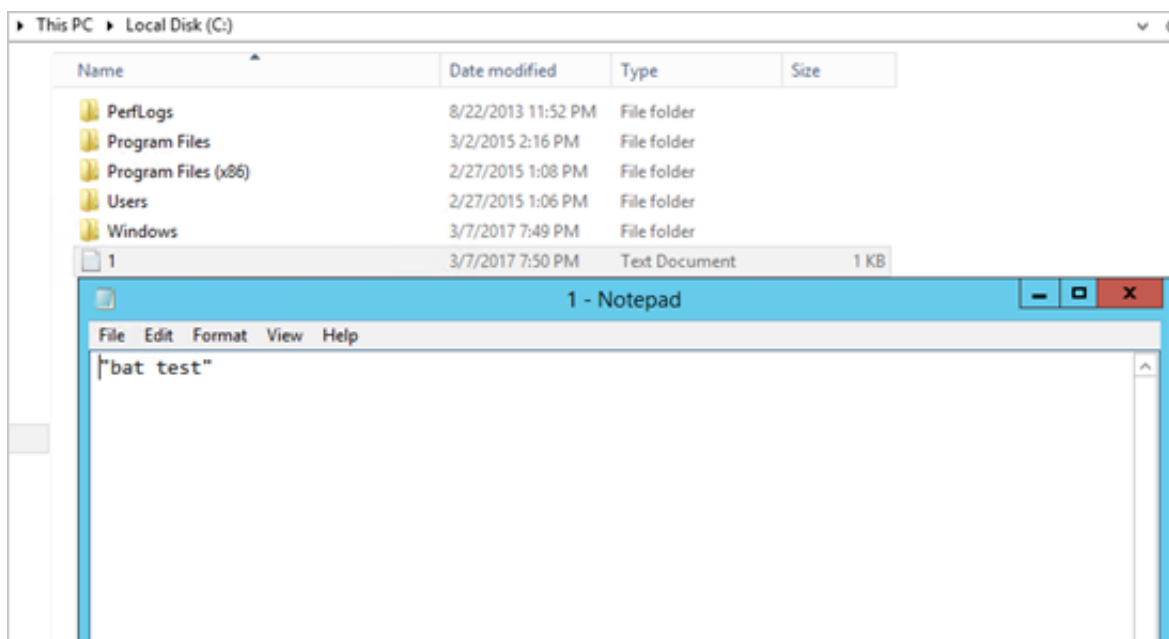 This PC Local Disk (C:)
Name Date modified Type Size
PerfLogs 8/22/2013 11:52 PM File folder
Program Files 3/2/2015 2:16 PM File folder
Program Files (x86) 2/27/2015 1:08 PM File folder
Users 2/27/2015 1:06 PM File folder
Windows 3/7/2017 7:49 PM File folder
1 3/7/2017 7:50 PM Text Document 1 KB
1 - Notepad
File Edit Format View Help
"bat test"